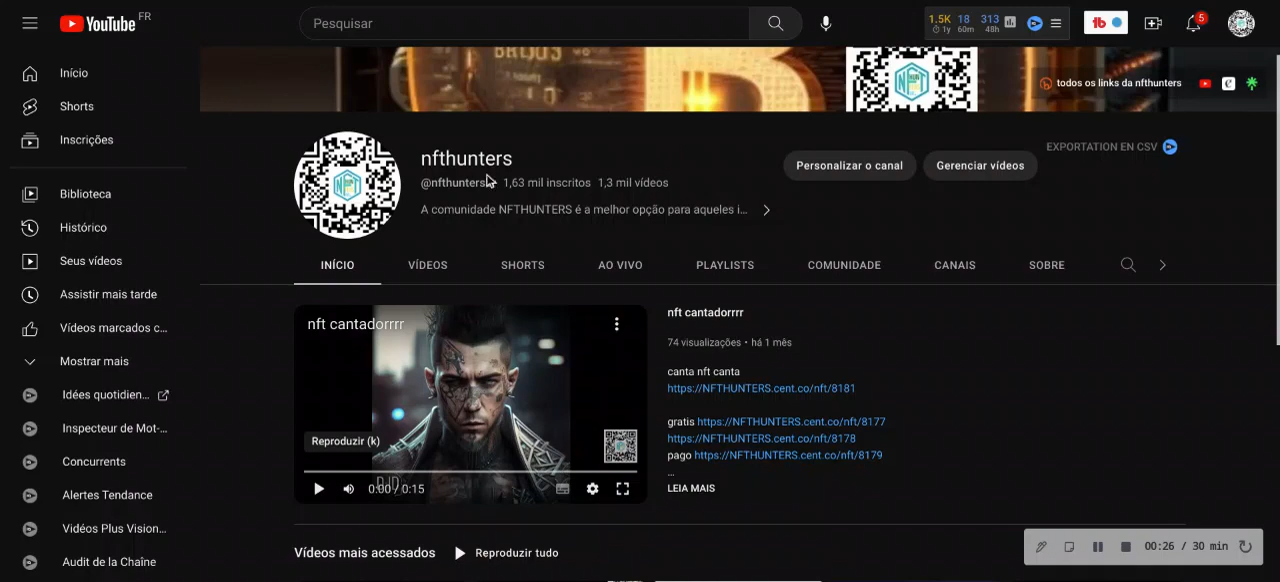 YouTube FR
Pesquisar
1.5K 18 313
1y 60m 48h
tb
5
Início
Shorts
Inscrições
Biblioteca
Histórico
Seus vídeos
Assistir mais tarde
Vídeos marcados c...
Mostrar mais
Idées quotidien...
Inspecteur de Mot-...
Concurrents
Alertes Tendance
Vidéos Plus Vision...
Audit de la Chaîne
NFT
todos os links da nfthunters
NFT
nfthunters
@nfthunters 1,63 mil inscritos 1,3 mil vídeos
A comunidade NFTHUNTERS é a melhor opção para aqueles i...
Personalizar o canal
Gerenciar vídeos
EXPORTATION EN CSV
INÍCIO VÍDEOS SHORTS AO VIVO PLAYLISTS COMUNIDADE CANAIS SOBRE
nft cantadorrrr
Reproduzir (k)
0:00 / 0:15
nft cantadorrrr
74 visualizações • há 1 mês
canta nft canta
https://NFTHUNTERS.cent.co/nft/8181
gratis https://NFTHUNTERS.cent.co/nft/8177
https://NFTHUNTERS.cent.co/nft/8178
pago https://NFTHUNTERS.cent.co/nft/8179
...
LEIA MAIS
Vídeos mais acessados
Reproduzir tudo
00:26 / 30 min